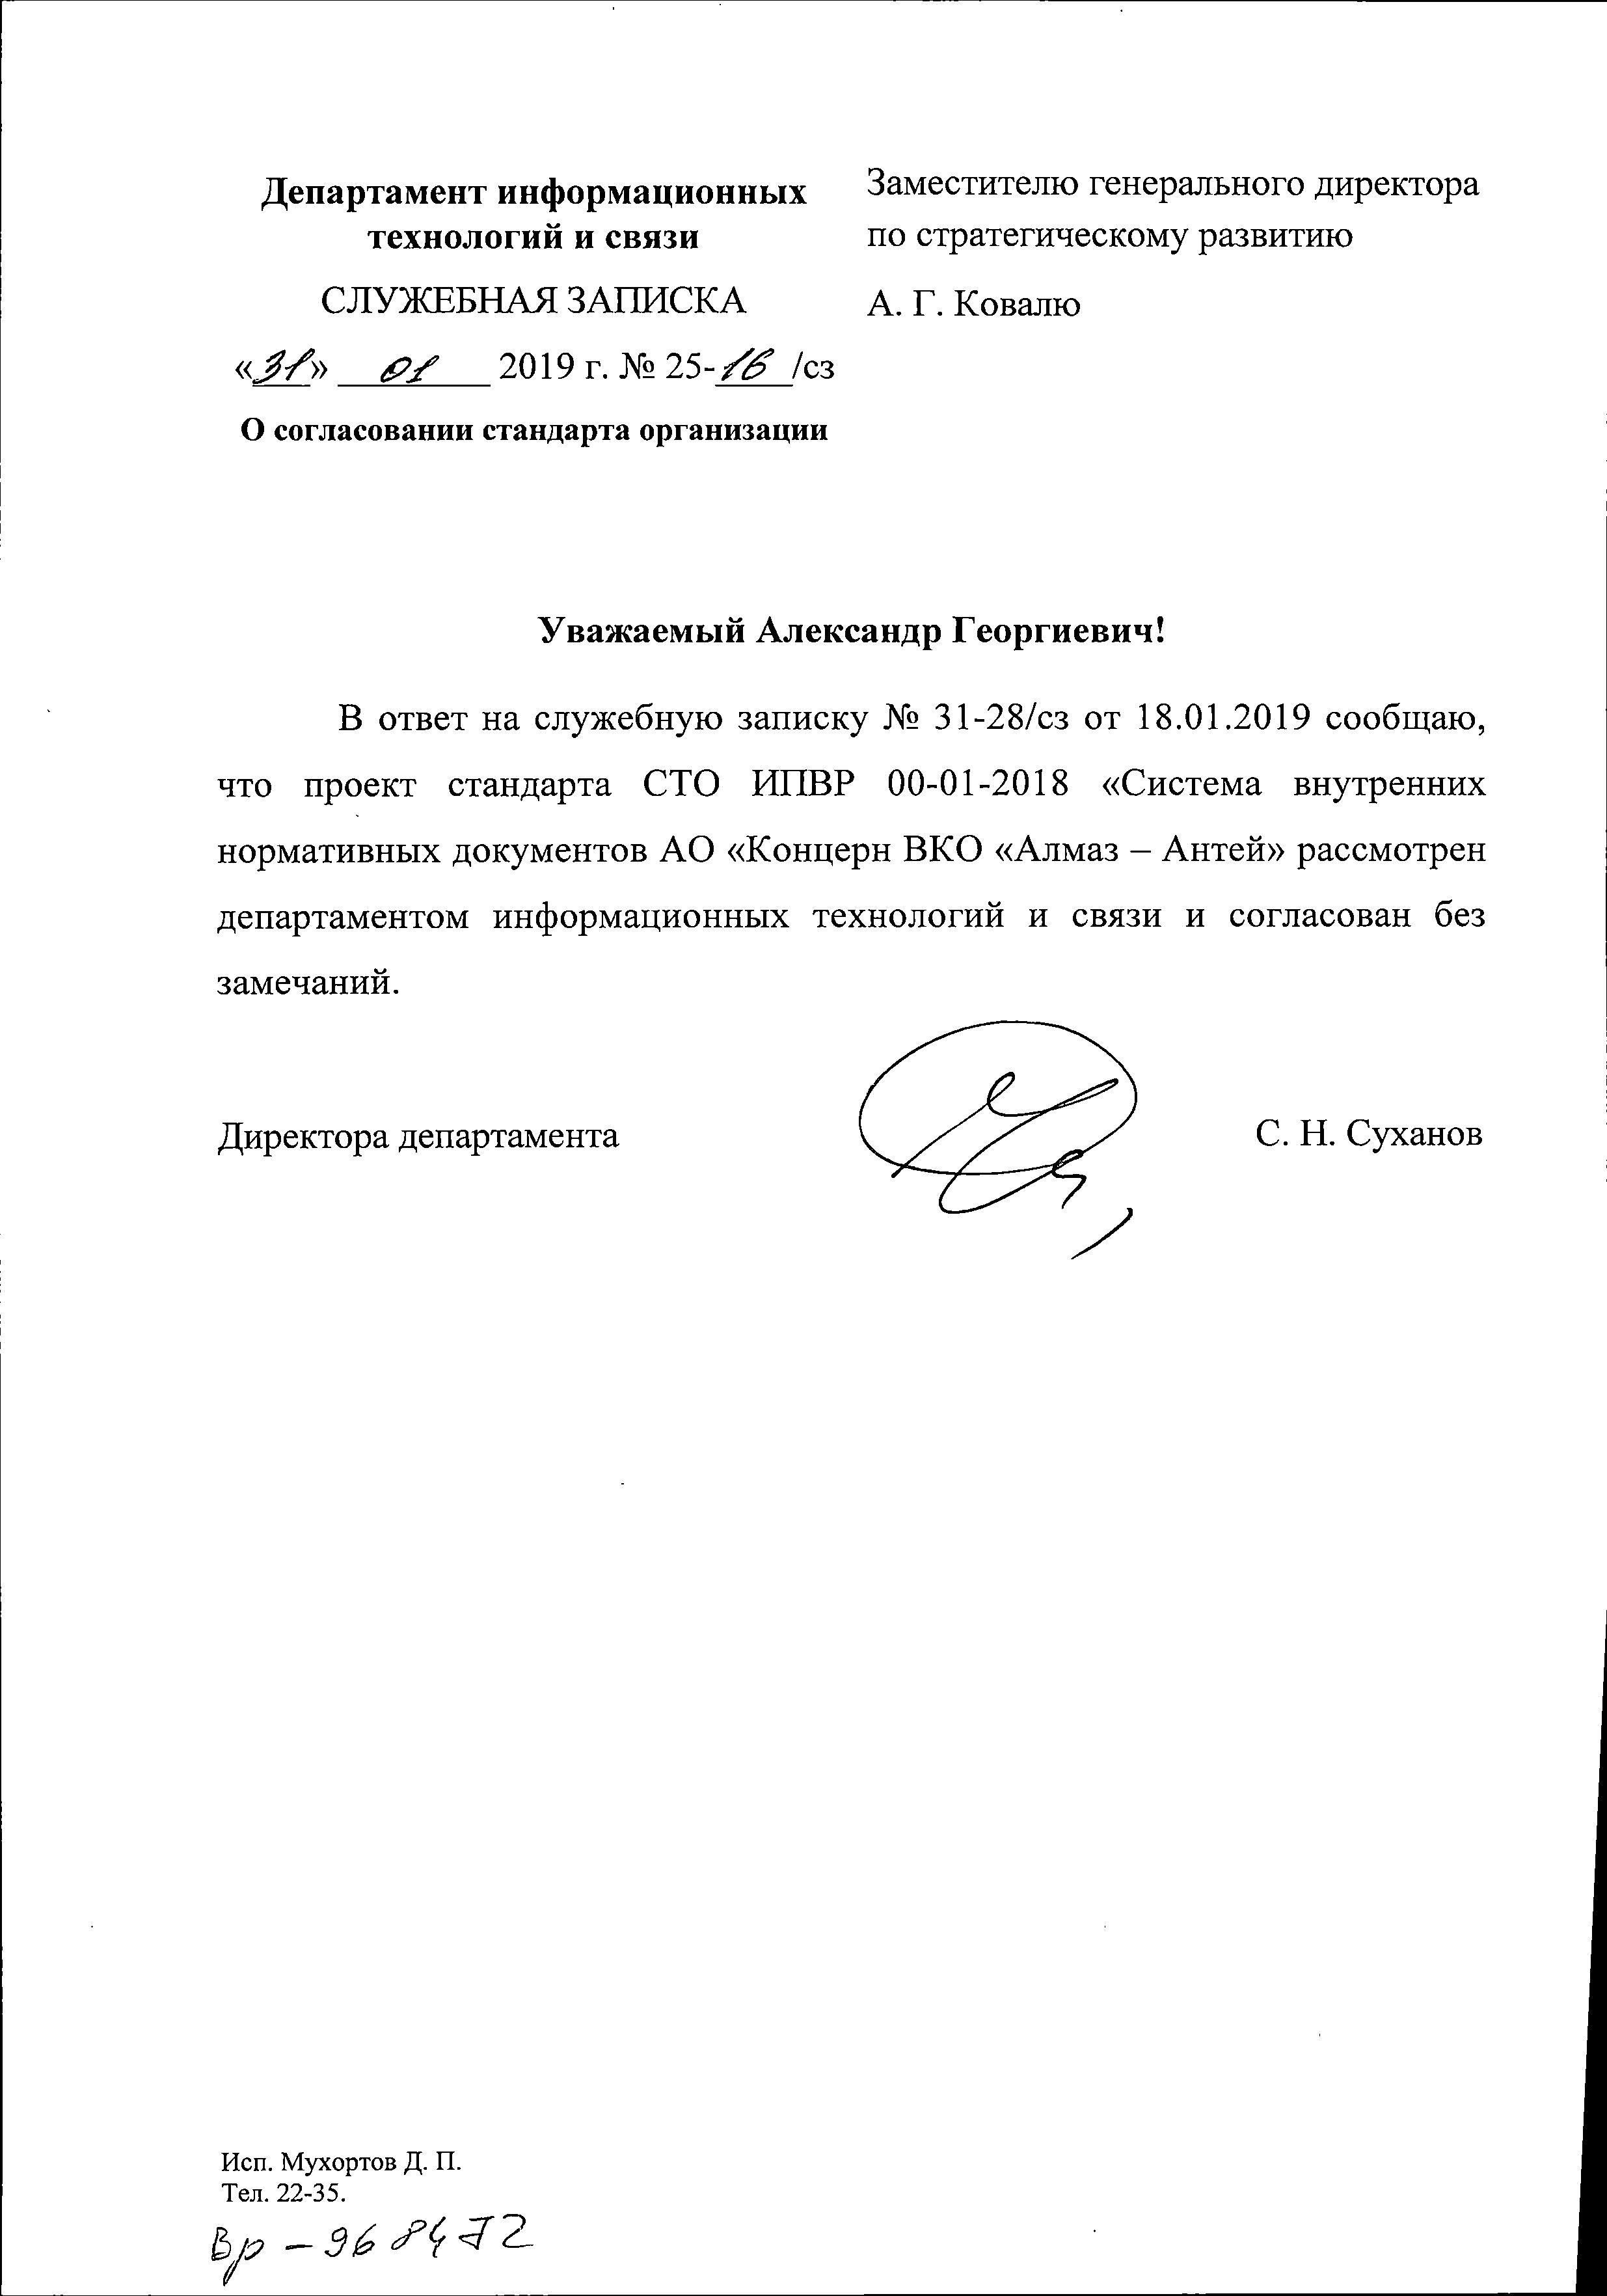 Департамент информационных
технологий и связи
СЛУЖЕБНАЯ ЗАПИСКА
«31» 01 2019 г. № 25-16/сз
О согласовании стандарта организации
Заместителю генерального директора
по стратегическому развитию
А. Г. Ковалю
Уважаемый Александр Георгиевич!
В ответ на служебную записку № 31-28/сз от 18.01.2019 сообщаю,
что проект стандарта СТО ИПВР 00-01-2018 «Система внутренних
нормативных документов АО «Концерн ВКО «Алмаз – Антей» рассмотрен
департаментом информационных технологий и связи и согласован без
замечаний.
Директора департамента
С. Н. Суханов
Исп. Мухортов Д. П.
Тел. 22-35.
Вр - 968472